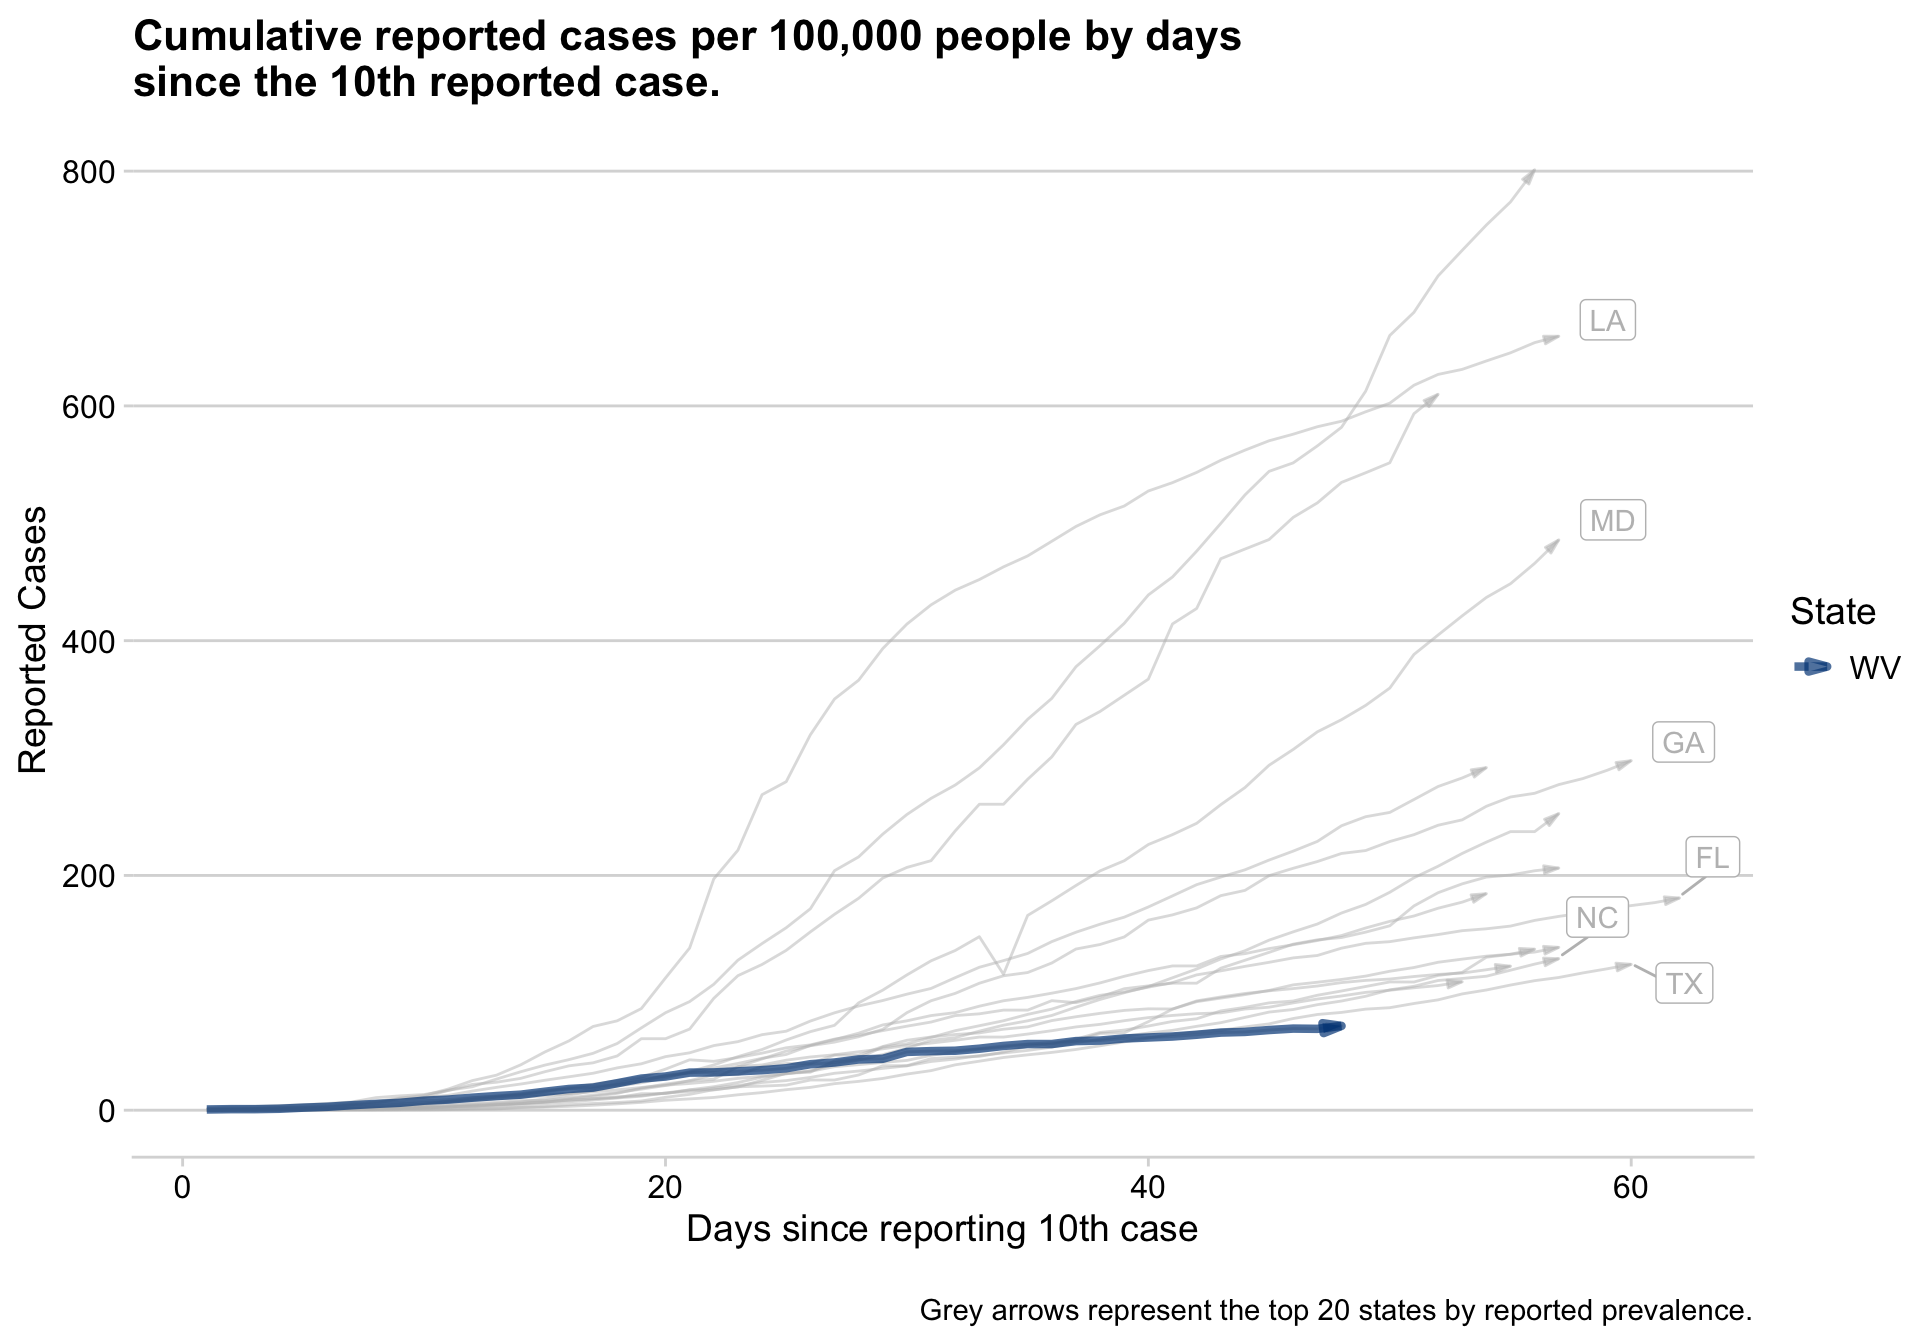 Cumulative reported cases per 100,000 people by days
since the 10th reported case.
800
600
400
200
0
Reported Cases
LA
MD
GA
FL
NC
TX
State
WV
0
20
40
60
Days since reporting 10th case
Grey arrows represent the top 20 states by reported prevalence.